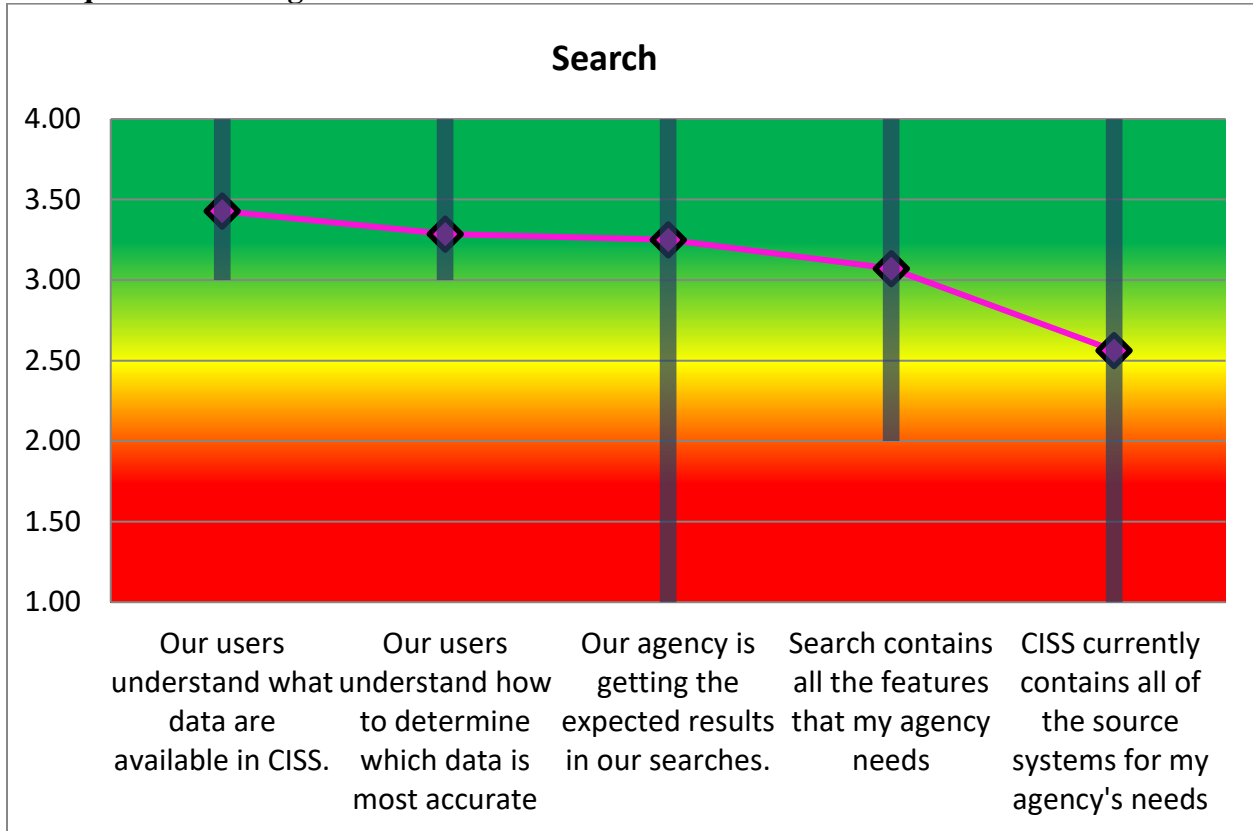 Search
4.00
3.50
3.00
2.50
2.00
1.50
1.00
Our users
understand what
data are
available in CISS.
Our users
understand how
to determine
which data is
most accurate
Our agency is
getting the
expected results
in our searches.
Search contains
all the features
that my agency
needs
CISS currently
contains all of
the source
systems for my
agency's needs